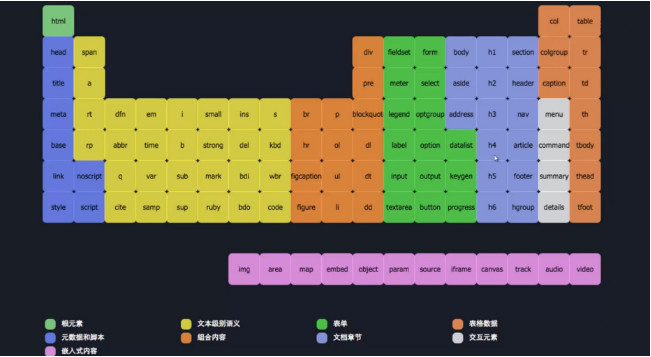 html col table
head span div fieldset form body h1 section colgroup tr
title a pre meter select aside h2 header caption td
meta rt dfn em i small ins s br p blockquot legend optgroup address h3 nav menu th
base rp abbr time b strong del kbd hr ol dl label option datalist h4 article command tbody
link noscript q var sub mark bdi wbr figcaption ui dt input output keygen h5 footer summary thead
style script cite samp sup ruby bdo code figure li dd textarea button progress h6 hgroup details tfoot
img area map embed object param source iframe canvas track audio video
根元素 文本级别语义 表单 表格数据
元数据和脚本 组合内容 文档章节 交互元素
嵌入式内容